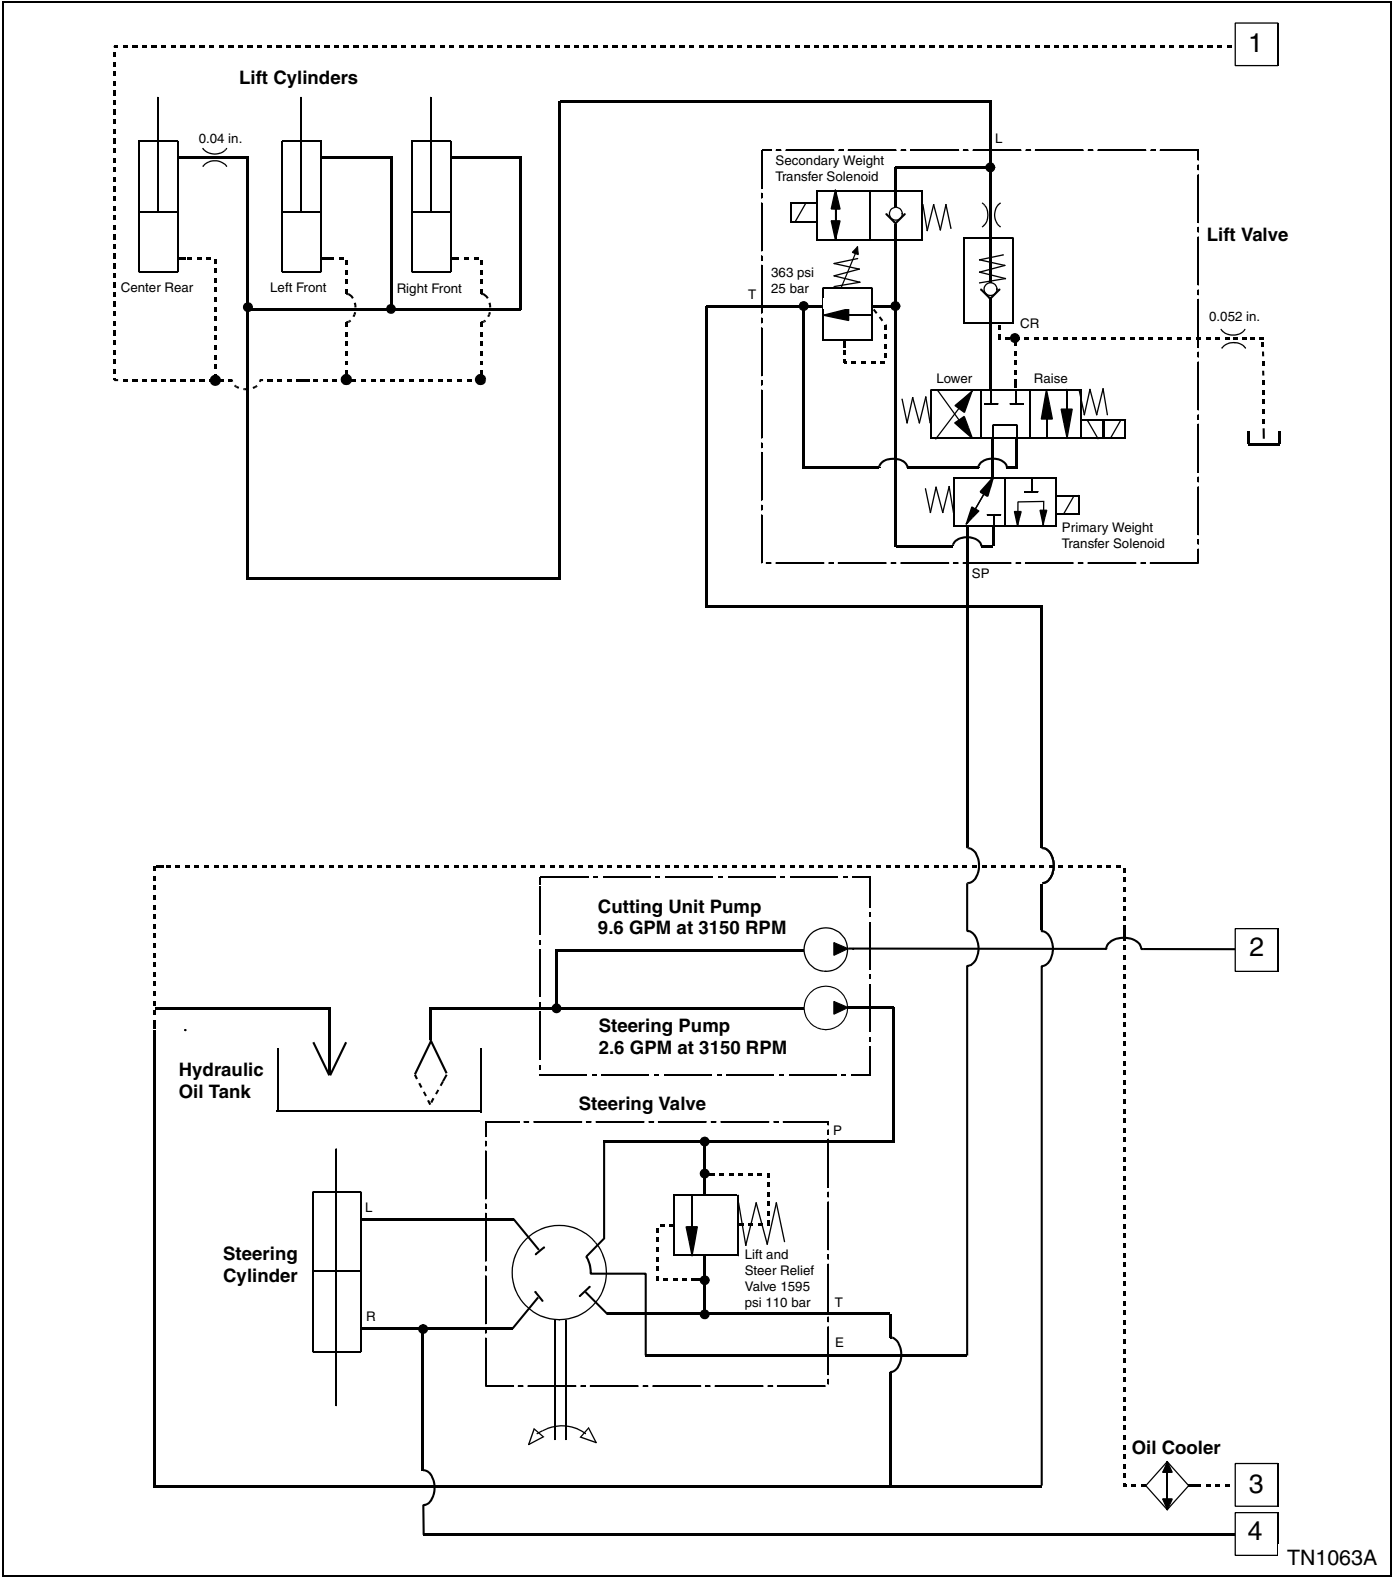 1
Lift Cylinders
0.04 in.
L
Secondary Weight
Transfer Solenoid
Lift Valve
363 psi
25 bar
T
Center Rear
Left Front
Right Front
CR
0.052 in.
Lower
Raise
Primary Weight
Transfer Solenoid
SP
Cutting Unit Pump
9.6 GPM at 3150 RPM
2
Steering Pump
2.6 GPM at 3150 RPM
Hydraulic
Oil Tank
Steering Valve
P
L
Steering
Cylinder
Lift and
Steer Relief
Valve 1595
psi 110 bar
T
R
E
Oil Cooler
3
4
TN1063A